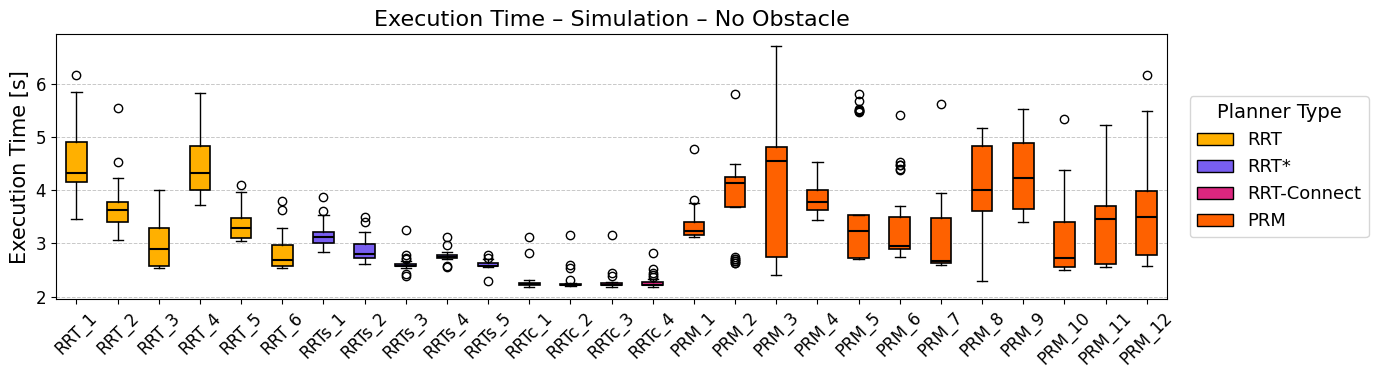 Execution Time – Simulation – No Obstacle
Execution Time [s]
6
5
4
3
2
RRT_1
RRT_2
RRT_3
RRT_4
RRT_5
RRT_6
RRTs_1
RRTs_2
RRTs_3
RRTs_4
RRTs_5
RRTc_1
RRTc_2
RRTc_3
RRTc_4
PRM_1
PRM_2
PRM_3
PRM_4
PRM_5
PRM_6
PRM_7
PRM_8
PRM_9
PRM_10
PRM_11
PRM_12
Planner Type
RRT
RRT*
RRT-Connect
PRM